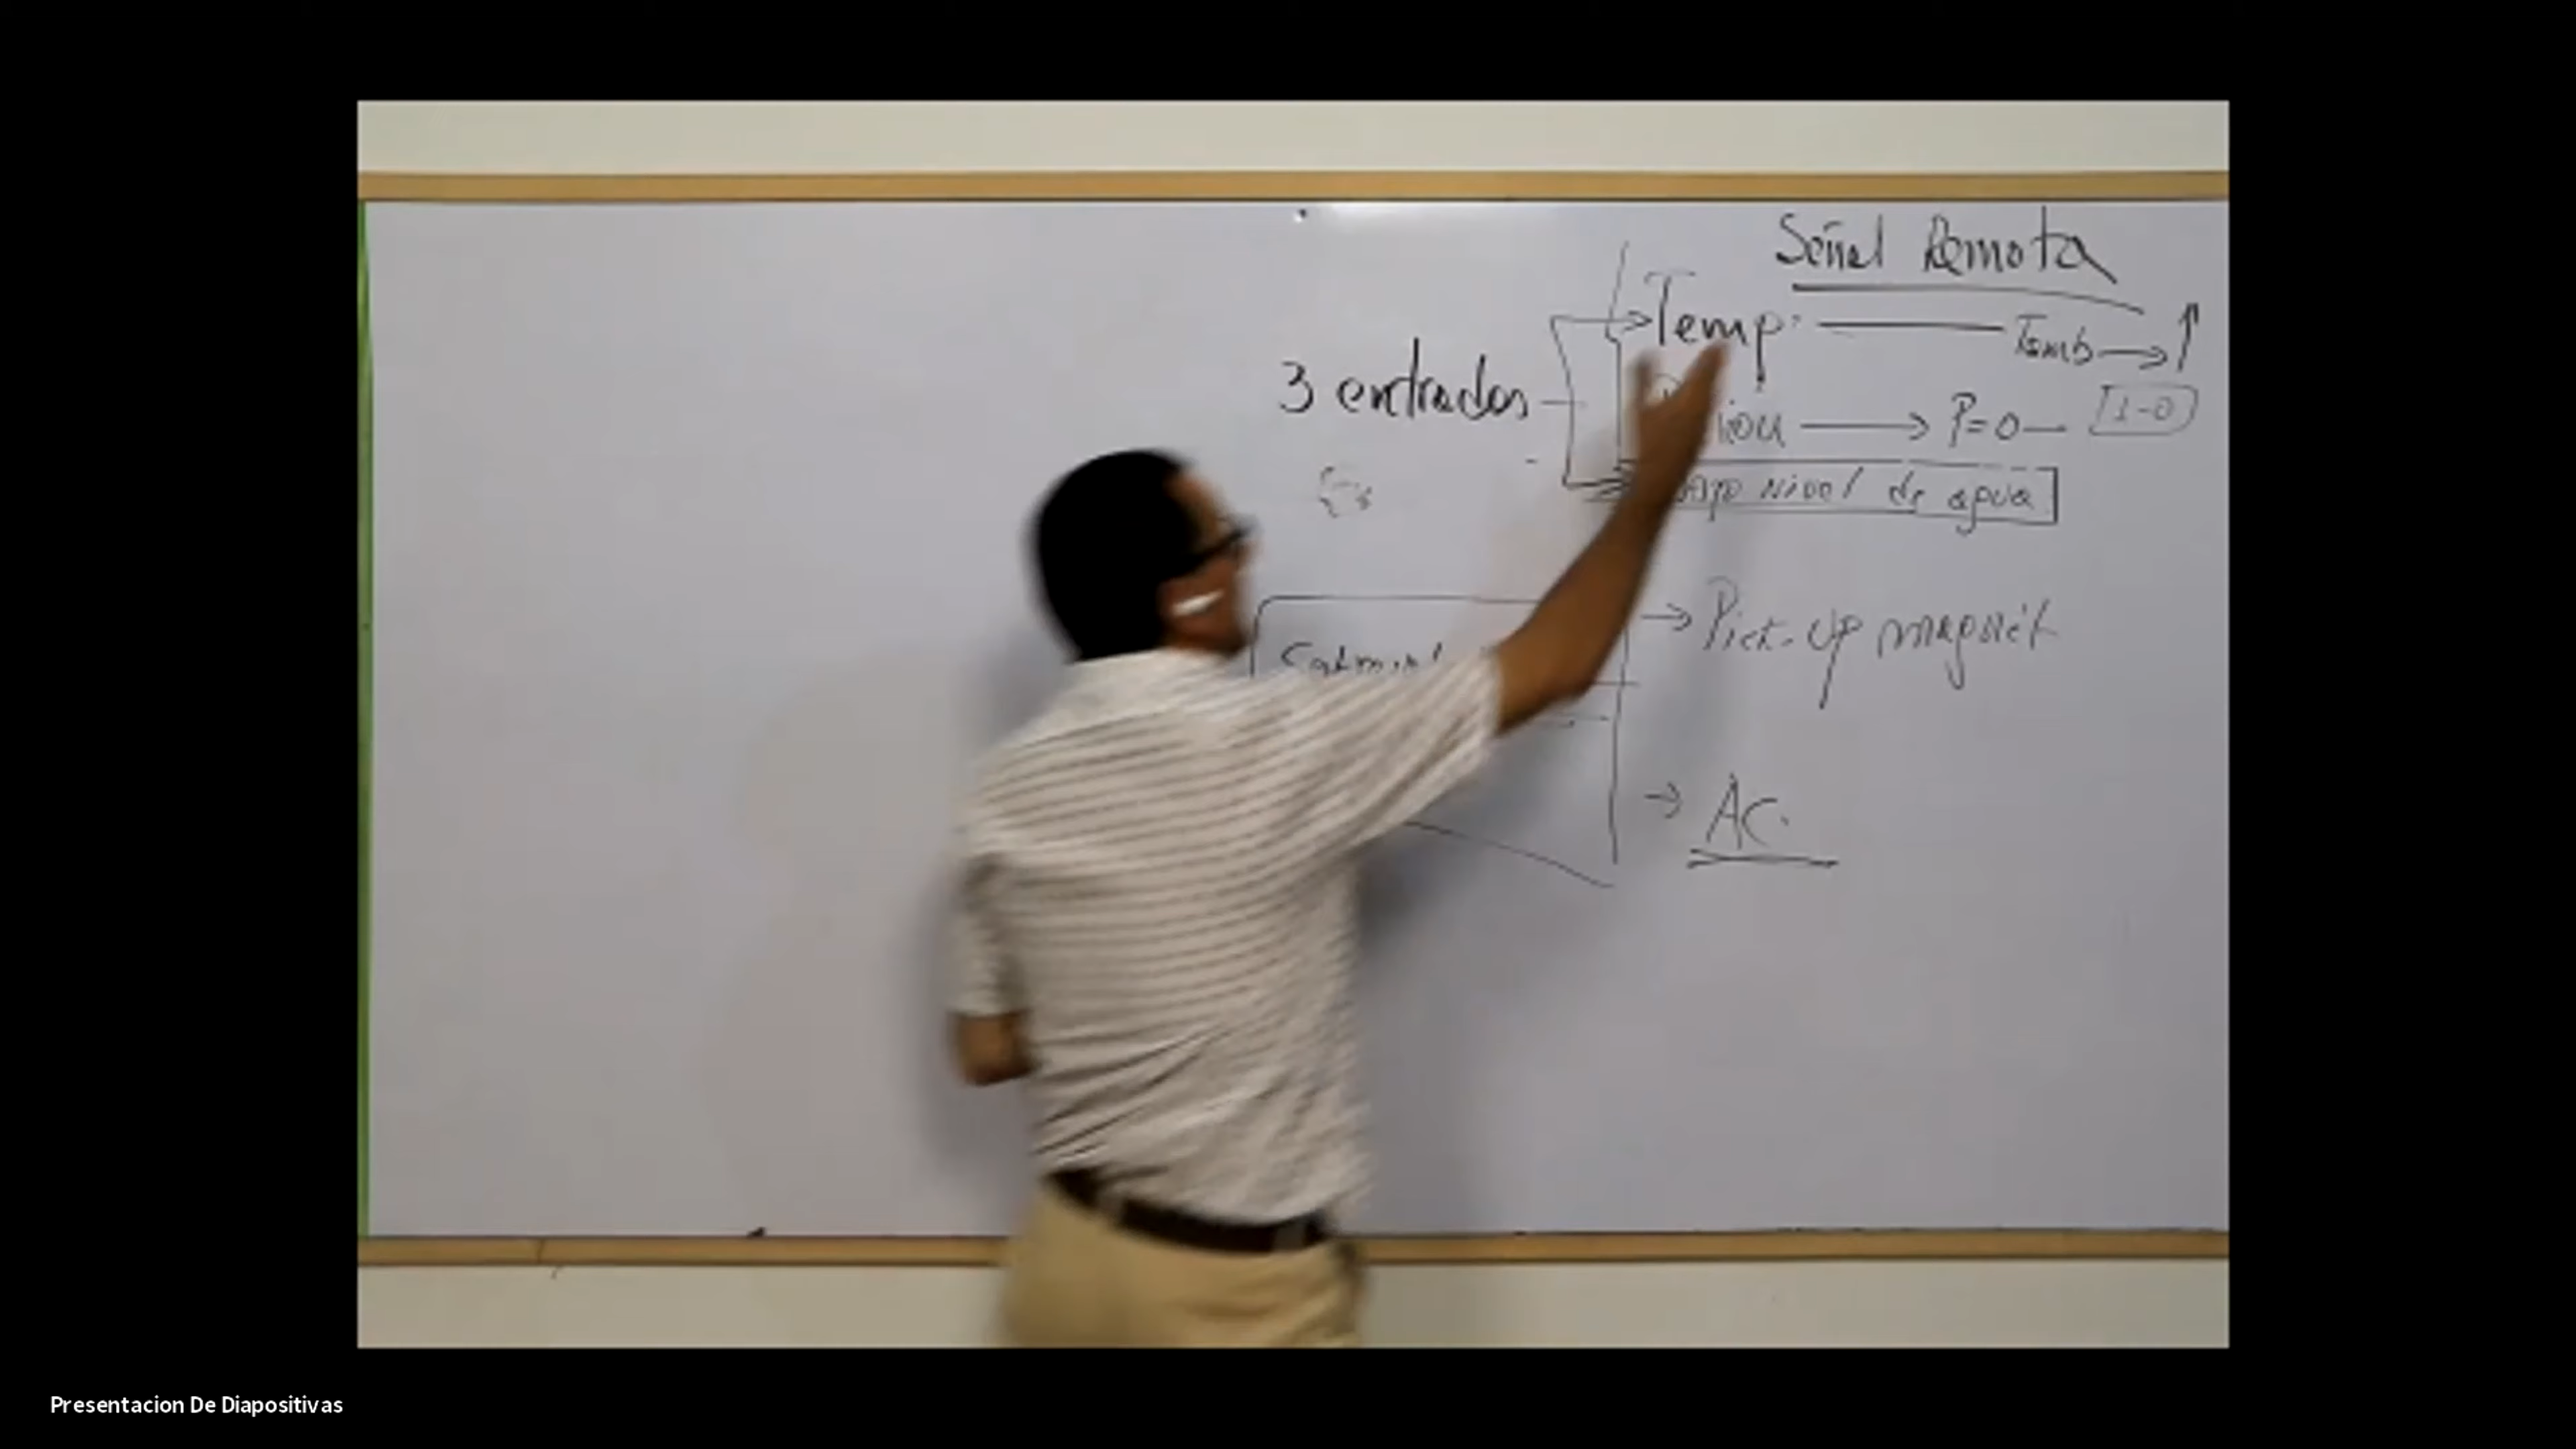 Señal Remota
Temp. Tamb
3 entradas
P=0 1-0
Nivel de agua
Pick-up magnet
AC.
Presentacion De Diapositivas